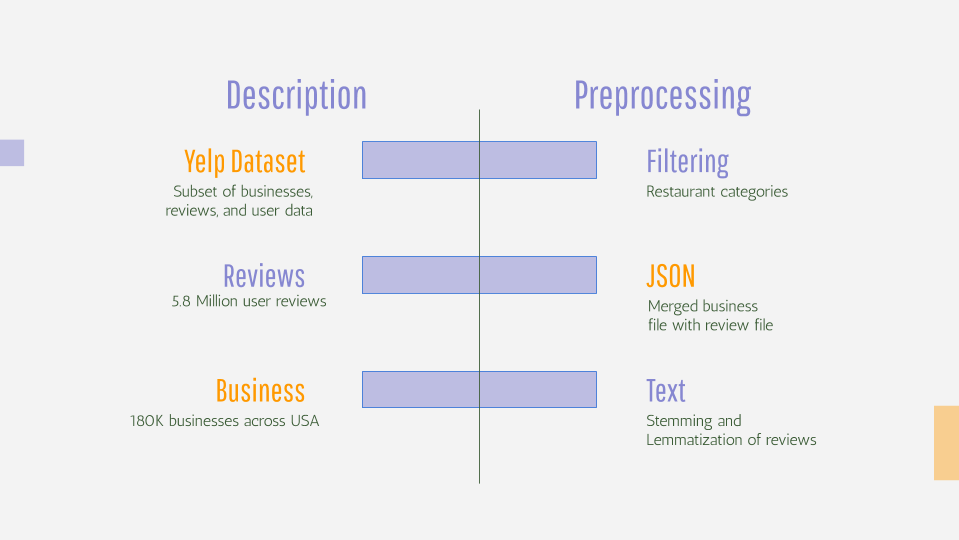 Description
Yelp Dataset
Subset of businesses,
reviews, and user data
Reviews
5.8 Million user reviews
Business
180K businesses across USA
Preprocessing
Filtering
Restaurant categories
JSON
Merged business
file with review file
Text
Stemming and
Lemmatization of reviews